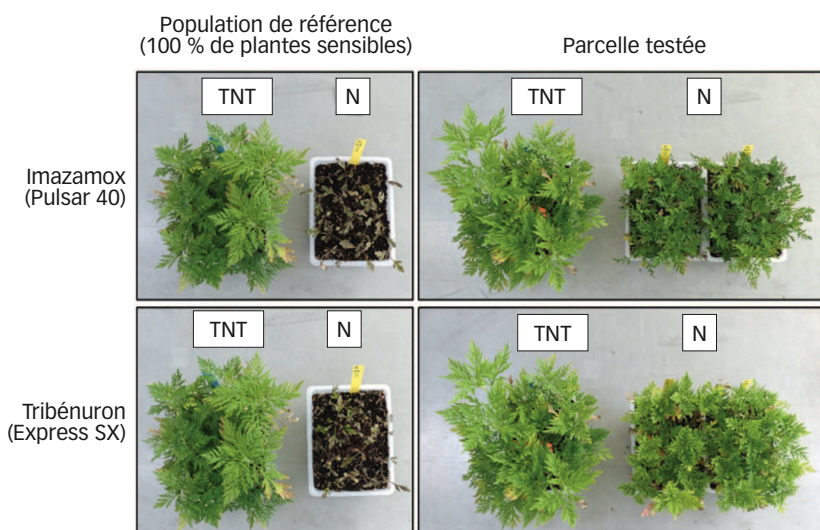 Population de référence
(100 % de plantes sensibles)
Parcelle testée
TNT
N
TNT
N
Imazamox
(Pulsar 40)
TNT
N
TNT
N
Tribénuron
(Express SX)